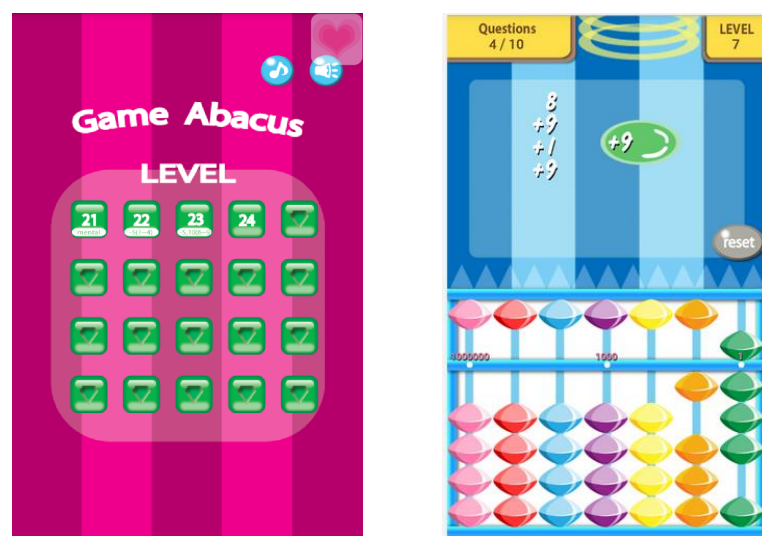 Game Abacus
LEVEL
21 22 23 24
mental
Questions
4 / 10
LEVEL
7
8
+9
+1
+9
+9
reset
1000000 1000 1